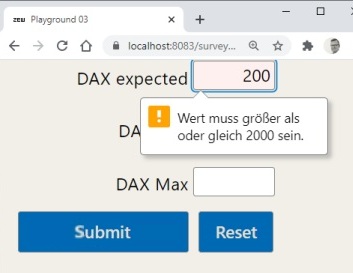 zew Playground 03
localhost:8083/survey...
DAX expected 200
Wert muss größer als
oder gleich 2000 sein.
DA
DAX Max
Submit Reset